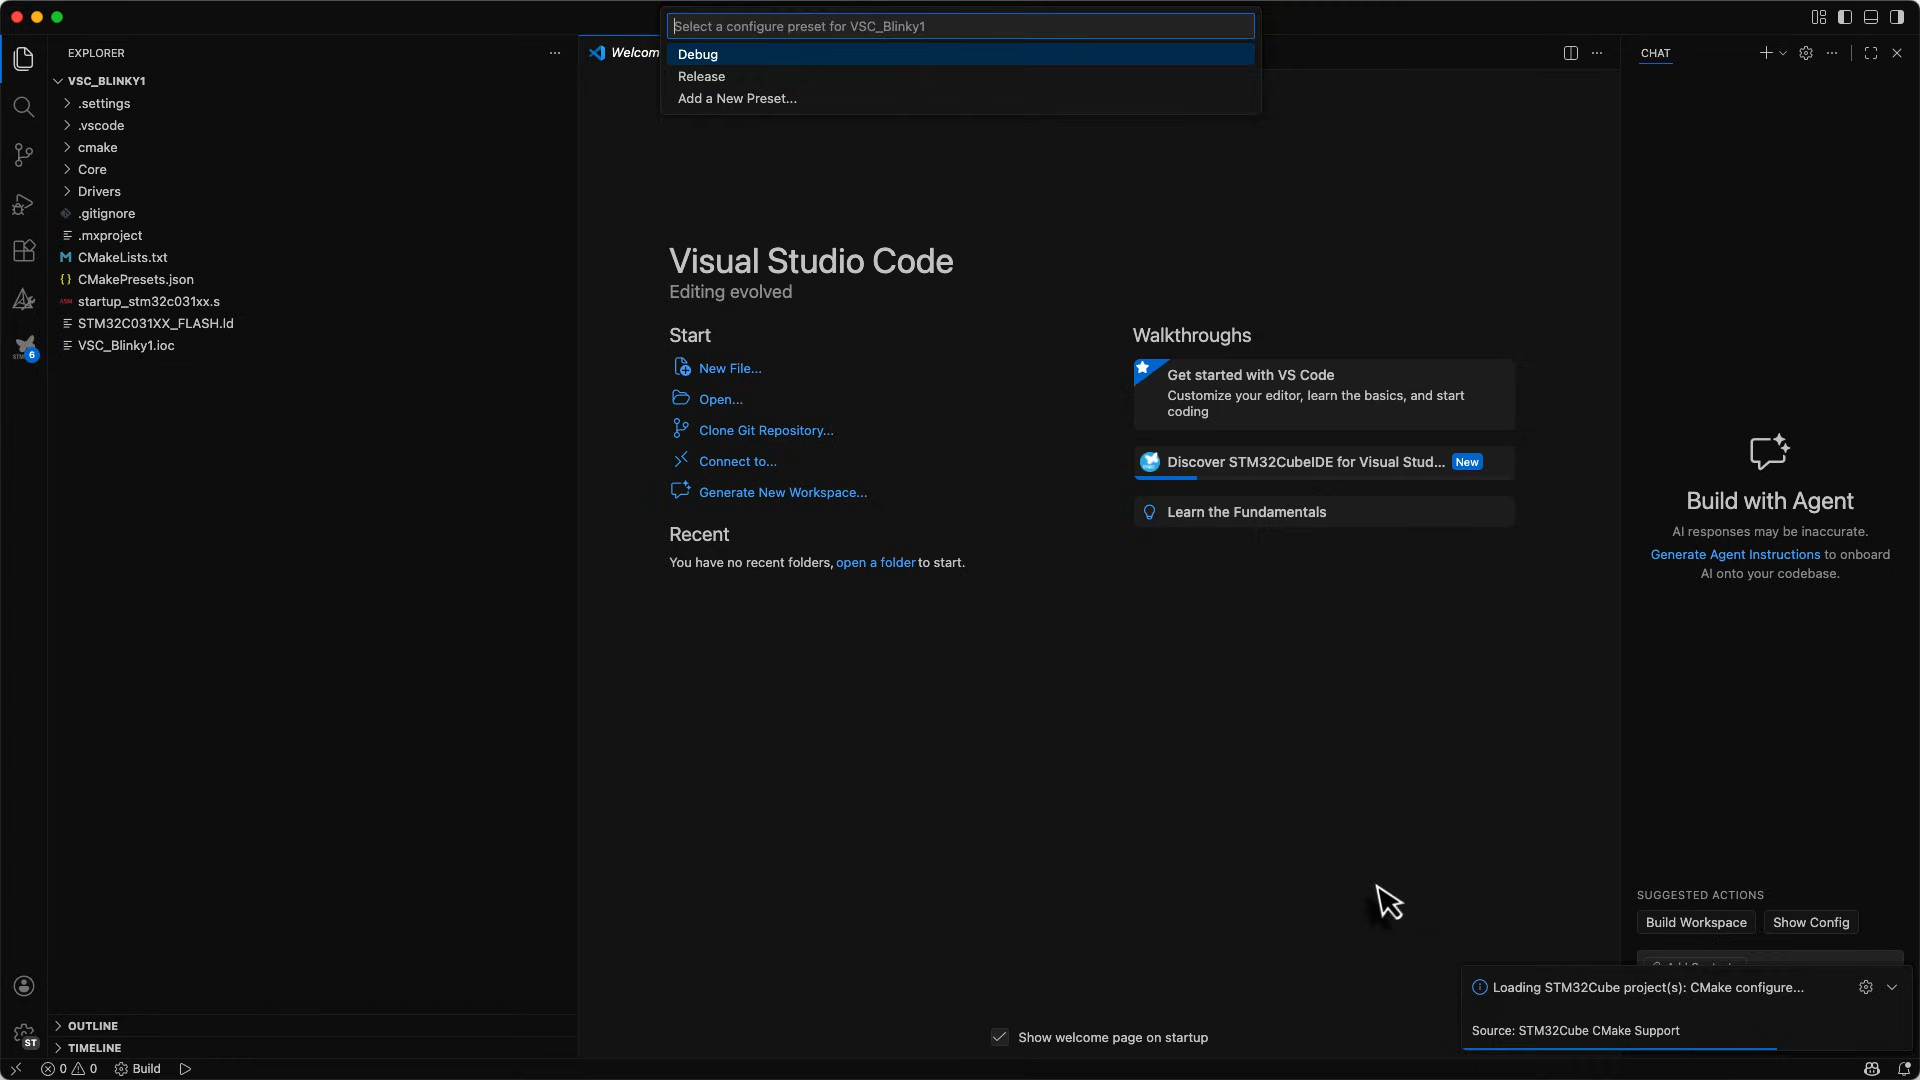 Select a configure preset for VSC_Blinky1
Debug
Release
Add a New Preset...
EXPLORER
VSC_BLINKY1
.settings
.vscode
cmake
Core
Drivers
.gitignore
.mxproject
CMakeLists.txt
CMakePresets.json
startup_stm32c031xx.s
STM32C031XX_FLASH.ld
VSC_Blinky1.ioc
6
OUTLINE
TIMELINE
ST
0 0 Build
Welcom
Visual Studio Code
Editing evolved
Start
New File...
Open...
Clone Git Repository...
Connect to...
Generate New Workspace...
Recent
You have no recent folders, open a folder to start.
Walkthroughs
Get started with VS Code
Customize your editor, learn the basics, and start
coding
Discover STM32CubeIDE for Visual Stud... New
Learn the Fundamentals
Show welcome page on startup
CHAT
Build with Agent
AI responses may be inaccurate.
Generate Agent Instructions to onboard
AI onto your codebase.
SUGGESTED ACTIONS
Build Workspace Show Config
Loading STM32Cube project(s): CMake configure...
Source: STM32Cube CMake Support